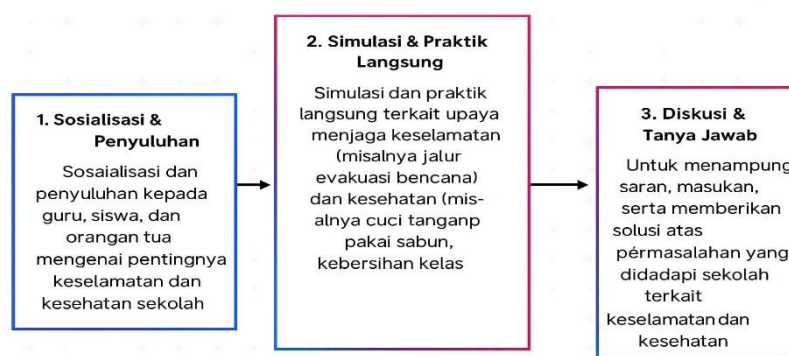 1. Sosialisasi &
Penyuluhan
Sosaialisasi dan
penyuluhan kepada
guru, siswa, dan
orangan tua
mengenai pentingnya
keselamatan dan
kesehatan sekolah
2. Simulasi & Praktik
Langsung
Simulasi dan praktik
langsung terkait upaya
menjaga keselamatan
(misalnya jalur
evakuasi bencana)
dan kesehatan (mis-
alnya cuci tanganp
pakai sabun,
kebersihan kelas
3. Diskusi &
Tanya Jawab
Untuk menampung
saran, masukan,
serta memberikan
solusi atas
pérmasalahan yang
didadapi sekolah
terkait
keselamatan dan
kesehatan